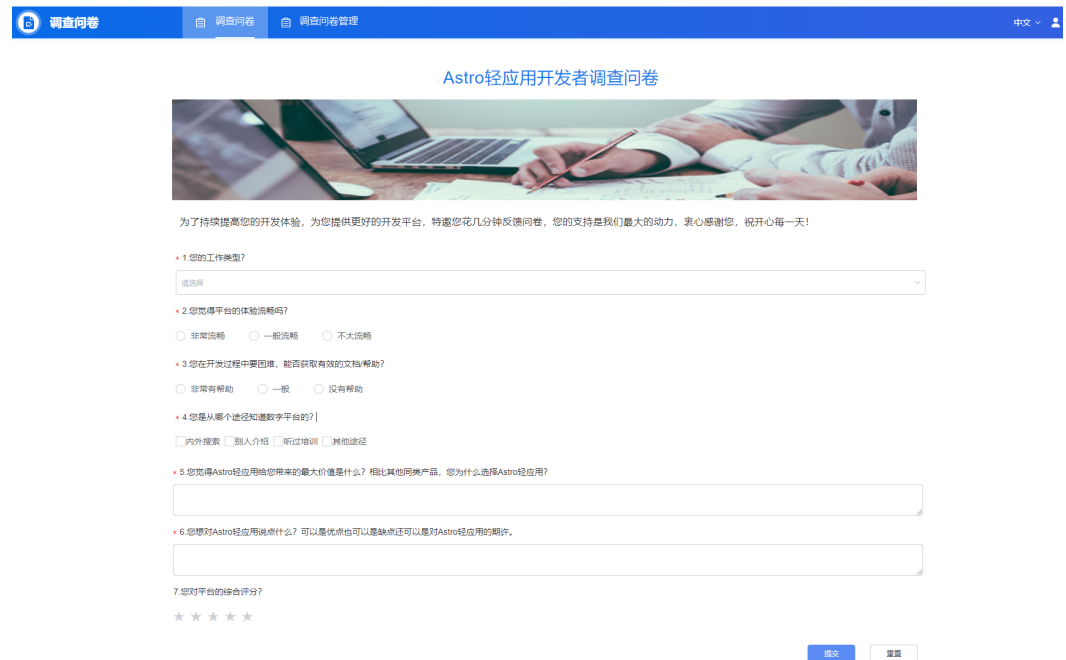 调查问卷
调查问卷
调查问卷管理
中文
Astro轻应用开发者调查问卷
为了持续提高您的开发体验，为您提供更好的开发平台，特邀您花几分钟反馈问卷，您的支持是我们最大的动力，衷心感谢您，祝开心每一天！
* 1.您的工作类型?
请选择
* 2.您觉得平台的体验流畅吗?
非常流畅 一般流畅 不太流畅
* 3.您在开发过程中要困难，能否获取有效的文档/帮助?
非常有帮助 一般 没有帮助
* 4.您是从哪个途径知道数字平台的?
内外搜索 别人介绍 听过培训 其他途径
* 5.您觉得Astro轻应用给您带来的最大价值是什么？相比其他同类产品，您为什么选择Astro轻应用?
* 6.您想对Astro轻应用说点什么？可以是优点也可以是缺点还可以是对Astro轻应用的期许。
7.您对平台的综合评分?
提交 重置